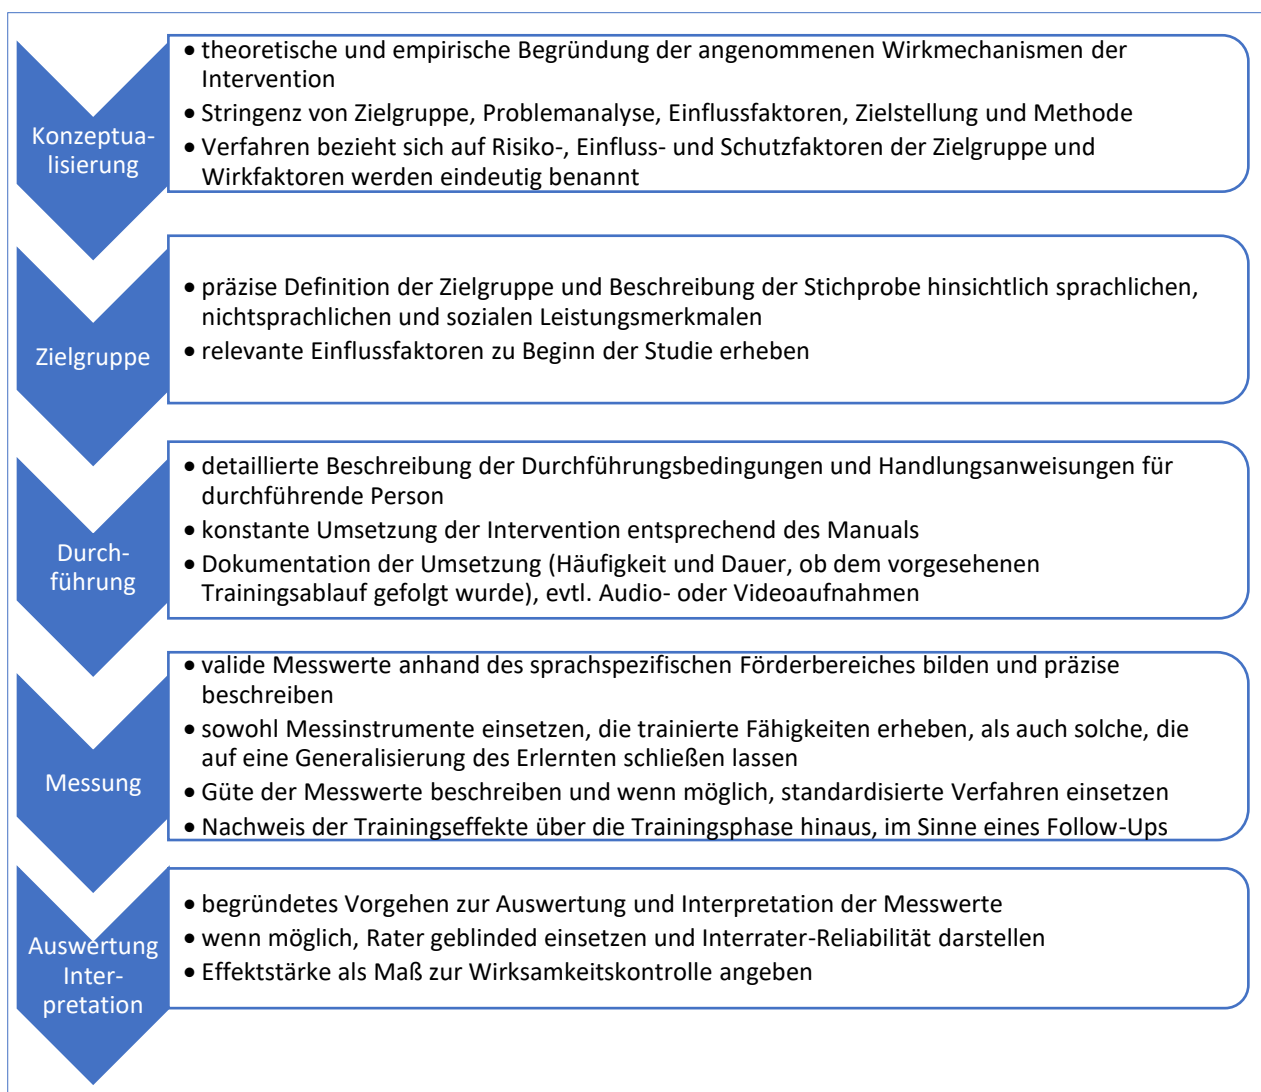 Konzeptua-
lisierung
• theoretische und empirische Begründung der angenommenen Wirkmechanismen der
Intervention
• Stringenz von Zielgruppe, Problemanalyse, Einflussfaktoren, Zielstellung und Methode
• Verfahren bezieht sich auf Risiko-, Einfluss- und Schutzfaktoren der Zielgruppe und
Wirkfaktoren werden eindeutig benannt
Zielgruppe
• präzise Definition der Zielgruppe und Beschreibung der Stichprobe hinsichtlich sprachlichen,
nichtsprachlichen und sozialen Leistungsmerkmalen
• relevante Einflussfaktoren zu Beginn der Studie erheben
Durch-
führung
• detaillierte Beschreibung der Durchführungsbedingungen und Handlungsanweisungen für
durchführende Person
• konstante Umsetzung der Intervention entsprechend des Manuals
• Dokumentation der Umsetzung (Häufigkeit und Dauer, ob dem vorgesehenen
Trainingsablauf gefolgt wurde), evtl. Audio- oder Videoaufnahmen
Messung
• valide Messwerte anhand des sprachspezifischen Förderbereiches bilden und präzise
beschreiben
• sowohl Messinstrumente einsetzen, die trainierte Fähigkeiten erheben, als auch solche, die
auf eine Generalisierung des Erlernten schließen lassen
• Güte der Messwerte beschreiben und wenn möglich, standardisierte Verfahren einsetzen
• Nachweis der Trainingseffekte über die Trainingsphase hinaus, im Sinne eines Follow-Ups
Auswertung
Inter-
pretation
• begründetes Vorgehen zur Auswertung und Interpretation der Messwerte
• wenn möglich, Rater geblinded einsetzen und Interrater-Reliabilität darstellen
• Effektstärke als Maß zur Wirksamkeitskontrolle angeben